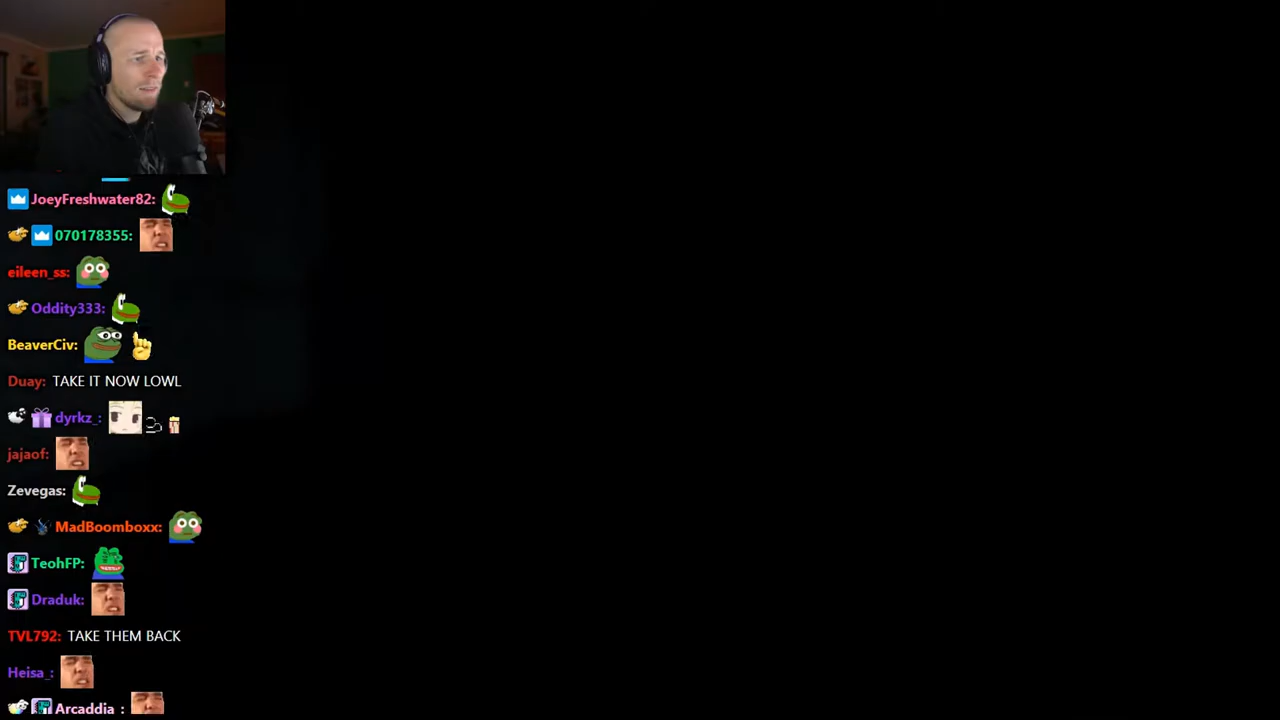 JoeyFreshwater82:
070178355:
eileen_ss:
Oddity333:
BeaverCiv:
Duay: TAKE IT NOW LOWL
dyrkz_:
jajaof:
Zevegas:
MadBoomboxx:
TeohFP:
Draduk:
TVL792: TAKE THEM BACK
Heisa_:
Arcaddia_: